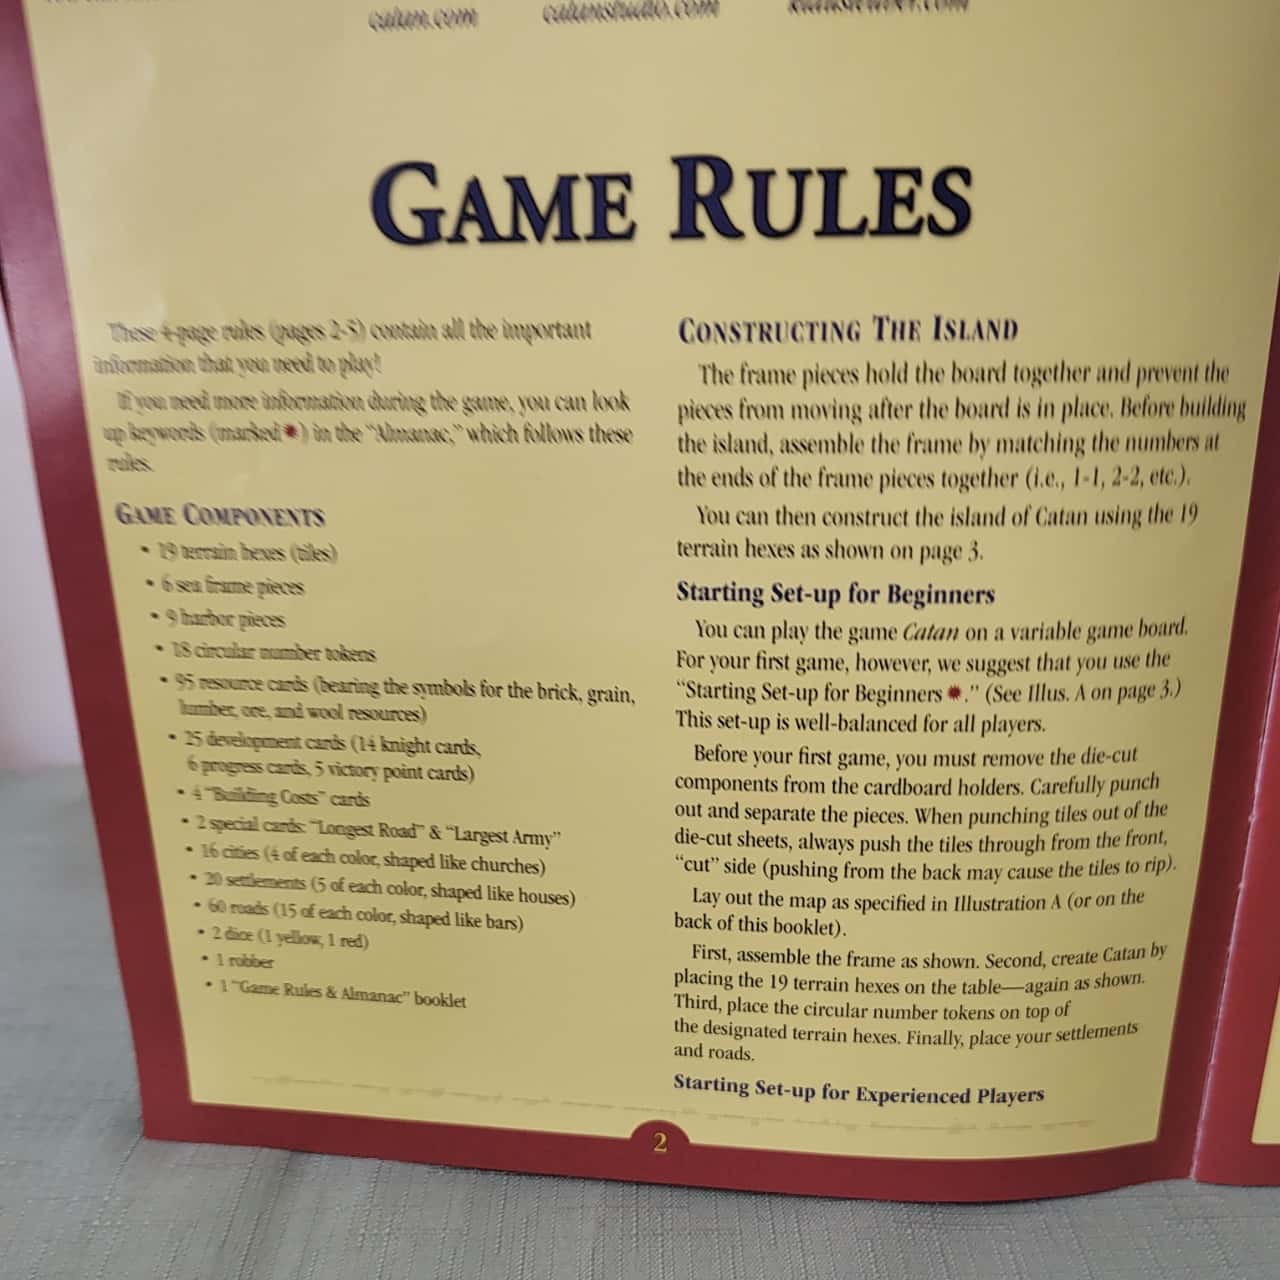 catan.com catanstudio.com
GAME RULES
These 4-page rules (pages 2-5) contain all the important
information that you need to play!
If you need more information during the game, you can look
up keywords (marked ✹) in the “Almanac,” which follows these
rules.
GAME COMPONENTS
• 19 terrain hexes (tiles)
• 6 sea frame pieces
• 9 harbor pieces
• 18 circular number tokens
• 95 resource cards (bearing the symbols for the brick, grain,
lumber, ore, and wool resources)
• 25 development cards (14 knight cards,
6 progress cards, 5 victory point cards)
• 4 “Building Costs” cards
• 2 special cards: “Longest Road” & “Largest Army”
• 16 cities (4 of each color, shaped like churches)
• 20 settlements (5 of each color, shaped like houses)
• 60 roads (15 of each color, shaped like bars)
• 2 dice (1 yellow, 1 red)
• 1 robber
• 1 “Game Rules & Almanac” booklet
CONSTRUCTING THE ISLAND
The frame pieces hold the board together and prevent the
pieces from moving after the board is in place. Before building
the island, assemble the frame by matching the numbers at
the ends of the frame pieces together (i.e., 1-1, 2-2, etc.).
You can then construct the island of Catan using the 19
terrain hexes as shown on page 3.
Starting Set-up for Beginners
You can play the game Catan on a variable game board.
For your first game, however, we suggest that you use the
“Starting Set-up for Beginners ✹.” (See Illus. A on page 3.)
This set-up is well-balanced for all players.
Before your first game, you must remove the die-cut
components from the cardboard holders. Carefully punch
out and separate the pieces. When punching tiles out of the
die-cut sheets, always push the tiles through from the front,
“cut” side (pushing from the back may cause the tiles to rip).
Lay out the map as specified in Illustration A (or on the
back of this booklet).
First, assemble the frame as shown. Second, create Catan by
placing the 19 terrain hexes on the table—again as shown.
Third, place the circular number tokens on top of
the designated terrain hexes. Finally, place your settlements
and roads.
Starting Set-up for Experienced Players
2